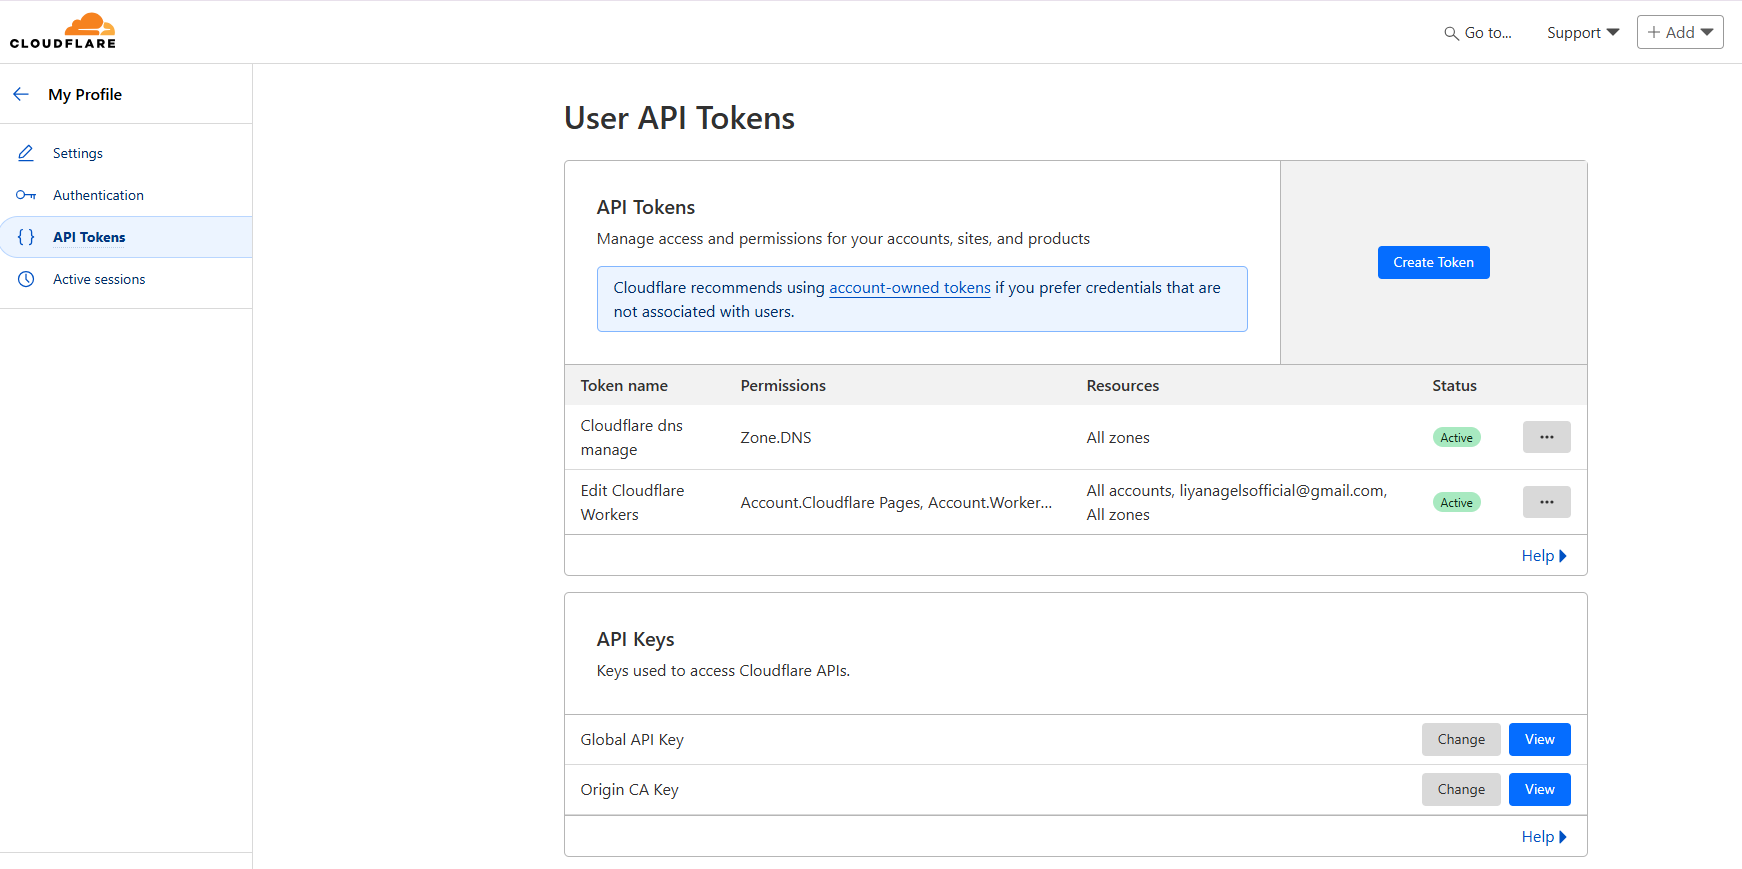 CLOUDFLARE
Go to...
Support
Add
My Profile
Settings
Authentication
API Tokens
Active sessions
User API Tokens
API Tokens
Manage access and permissions for your accounts, sites, and products
Cloudflare recommends using account-owned tokens if you prefer credentials that are
not associated with users.
Create Token
Token name Permissions Resources Status
Cloudflare dns
manage
Zone.DNS
All zones
Active
Edit Cloudflare
Workers
Account.Cloudflare Pages, Account.Worker...
All accounts, liyanagelsofficial@gmail.com,
All zones
Active
Help
API Keys
Keys used to access Cloudflare APIs.
Global API Key Change View
Origin CA Key Change View
Help